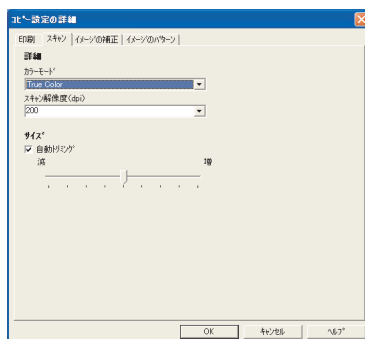 ｺﾋﾟｰ設定の詳細
印刷 スキャン イメージの補正 イメージのパターン
詳細
カラーモード
True Color
スキャン解像度(dpi)
200
サイズ
自動トリミング
減 増
OK キャンセル ヘルプ